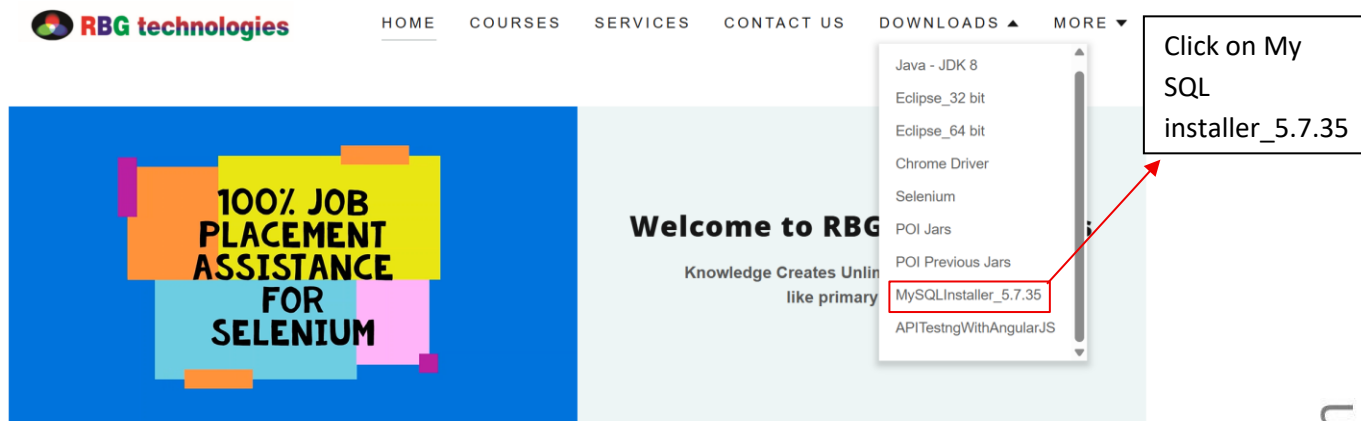 RBG technologies
HOME
COURSES
SERVICES
CONTACT US
DOWNLOADS
MORE
Java - JDK 8
Eclipse_32 bit
Eclipse_64 bit
Chrome Driver
Selenium
POI Jars
POI Previous Jars
MySQLInstaller_5.7.35
APITestngWithAngularJS
Click on My
SQL
installer_5.7.35
100% JOB
PLACEMENT
ASSISTANCE
FOR
SELENIUM
Welcome to RBG
Knowledge Creates
like primary